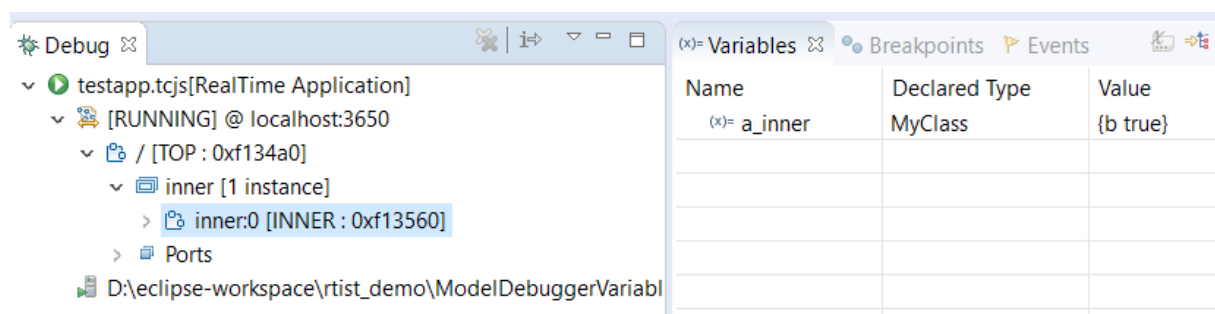 Debug
testapp.tcjs[RealTime Application]
[RUNNING] @ localhost:3650
/ [TOP : 0xf134a0]
inner [1 instance]
inner:0 [INNER : 0xf13560]
Ports
D:\eclipse-workspace\rtist_demo\ModelDebuggerVariabl
(x)= Variables Breakpoints Events
Name Declared Type Value
(x)= a_inner MyClass {b true}